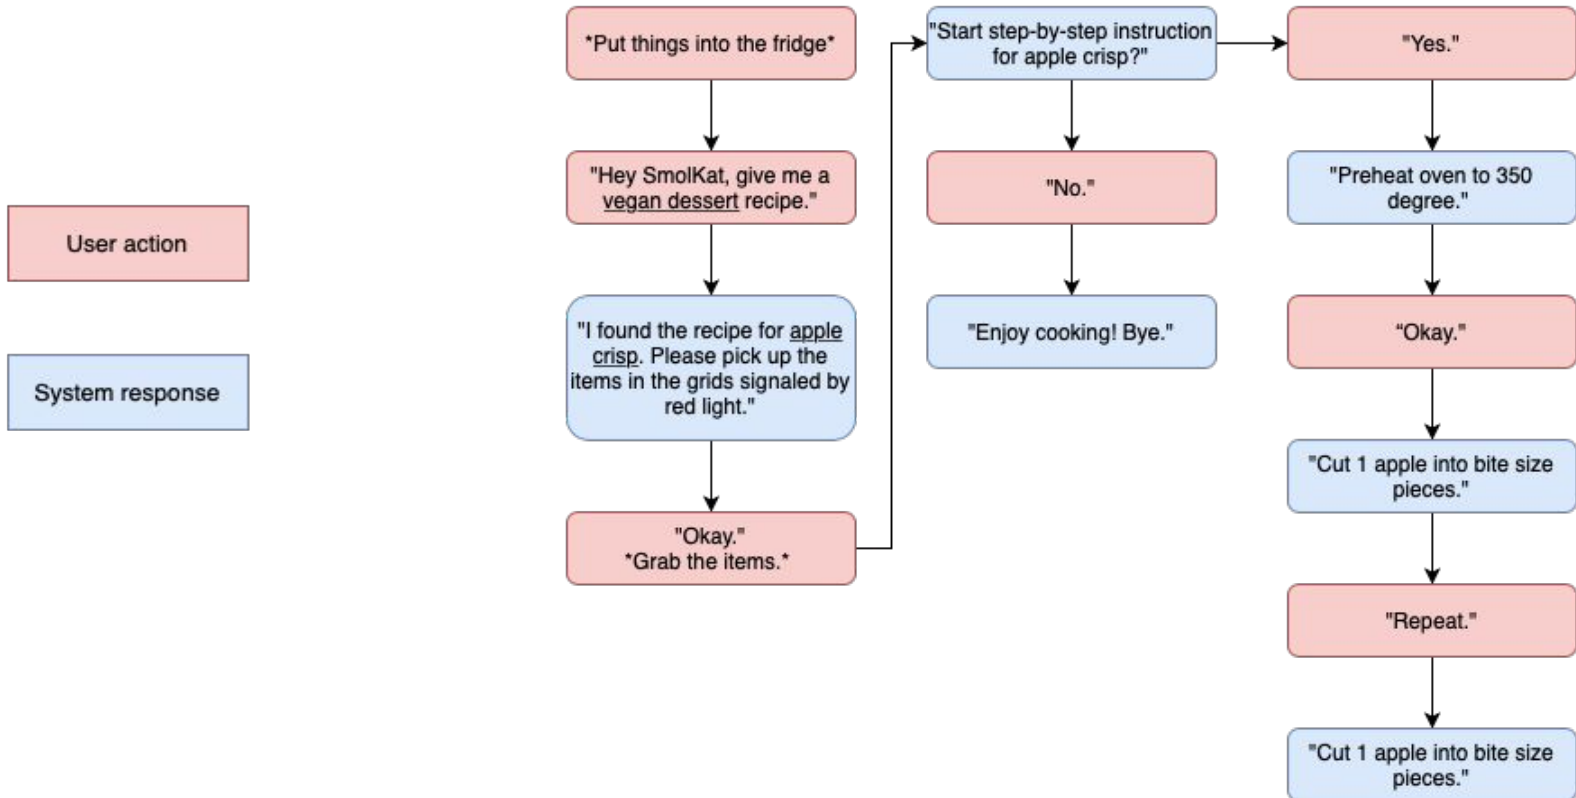 User action
System response
*Put things into the fridge*
"Hey SmolKat, give me a
vegan dessert recipe."
"I found the recipe for apple
crisp. Please pick up the
items in the grids signaled by
red light."
"Okay."
*Grab the items.*
"Start step-by-step instruction
for apple crisp?"
"No."
"Enjoy cooking! Bye."
"Yes."
"Preheat oven to 350
degree."
“Okay."
"Cut 1 apple into bite size
pieces."
"Repeat."
"Cut 1 apple into bite size
pieces."